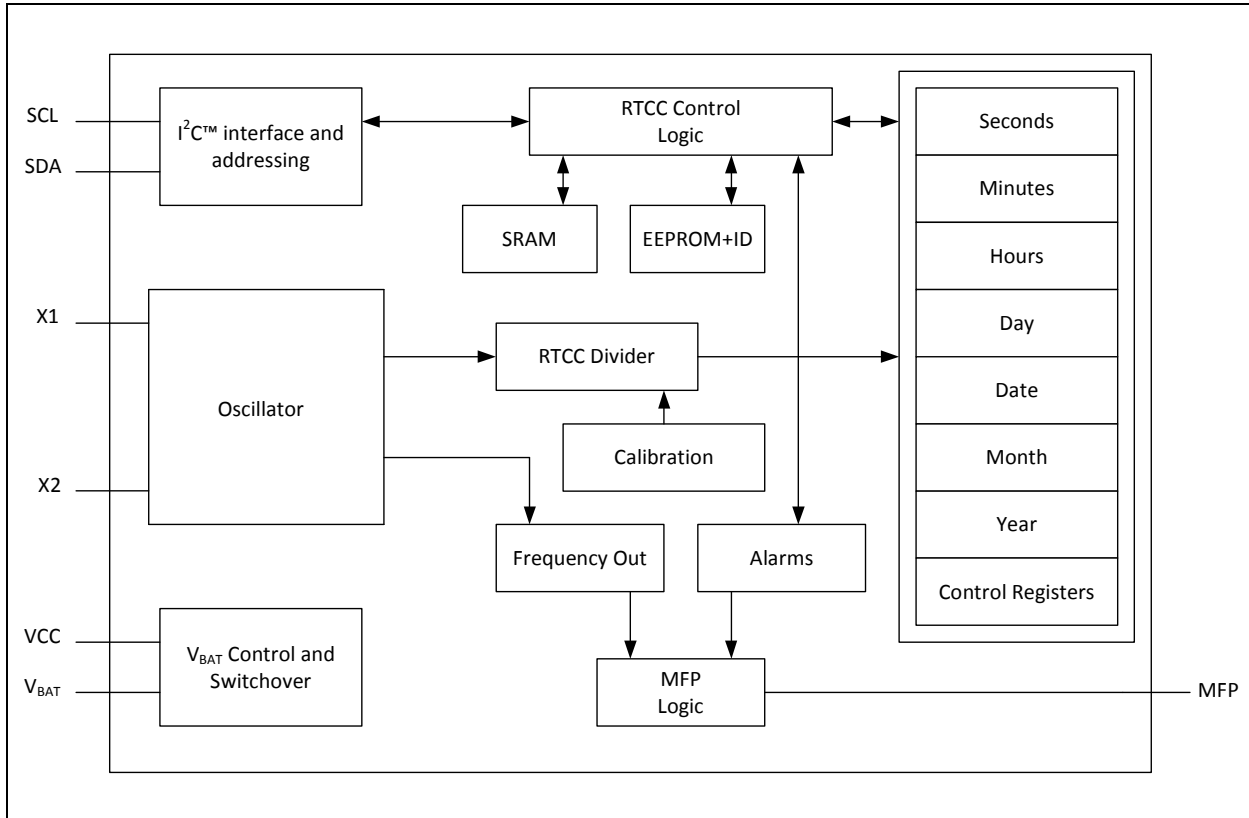 SCL
SDA
I²C™ interface and
addressing
RTCC Control
Logic
SRAM
EEPROM+ID
Seconds
Minutes
Hours
Day
Date
Month
Year
Control Registers
X1
X2
Oscillator
RTCC Divider
Calibration
Frequency Out
Alarms
VCC
VBAT
VBAT Control and
Switchover
MFP
Logic
MFP